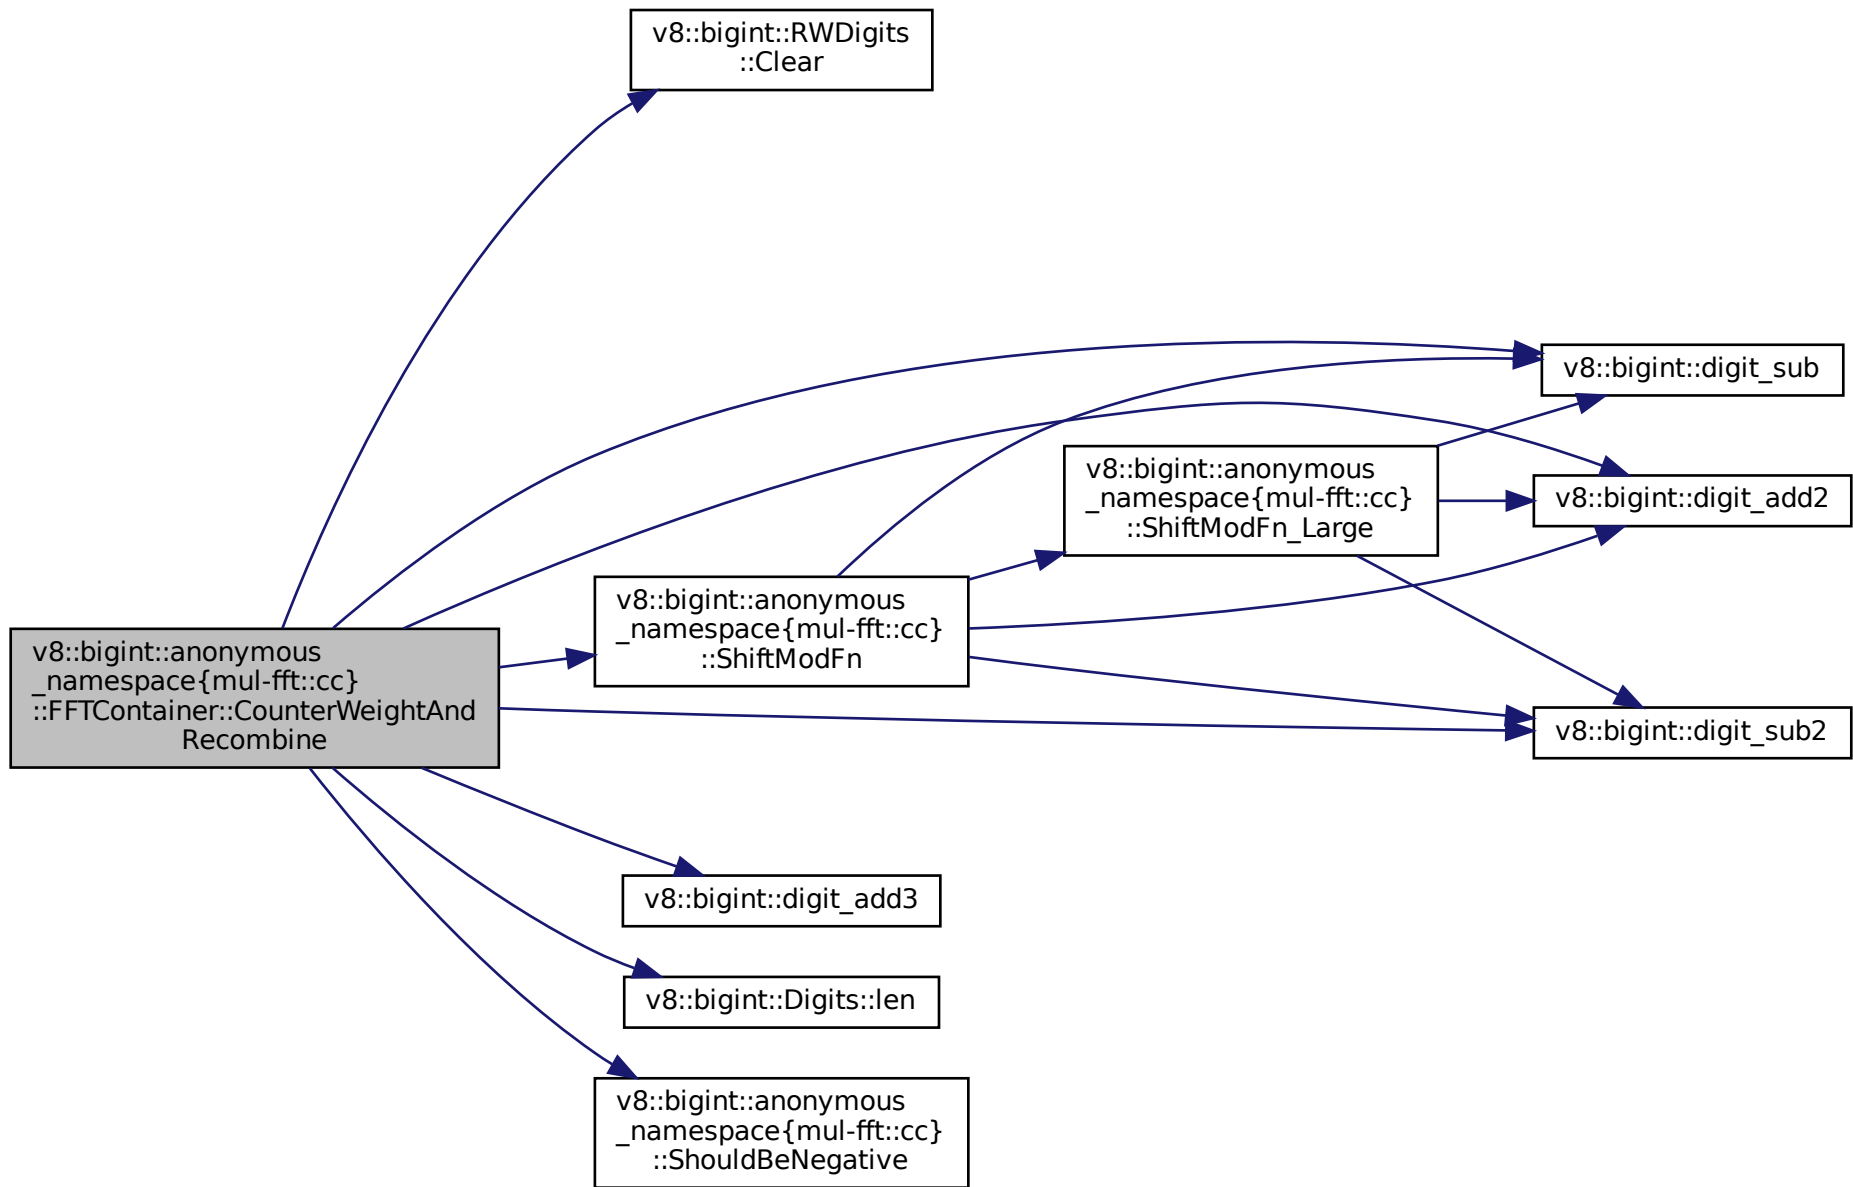 v8::bigint::RWDigits
::Clear
v8::bigint::digit_sub
v8::bigint::anonymous
_namespace{mul-fft::cc}
::ShiftModFn_Large
v8::bigint::digit_add2
v8::bigint::anonymous
_namespace{mul-fft::cc}
::ShiftModFn
v8::bigint::anonymous
_namespace{mul-fft::cc}
::FFTContainer::CounterWeightAnd
Recombine
v8::bigint::digit_sub2
v8::bigint::digit_add3
v8::bigint::Digits::len
v8::bigint::anonymous
_namespace{mul-fft::cc}
::ShouldBeNegative